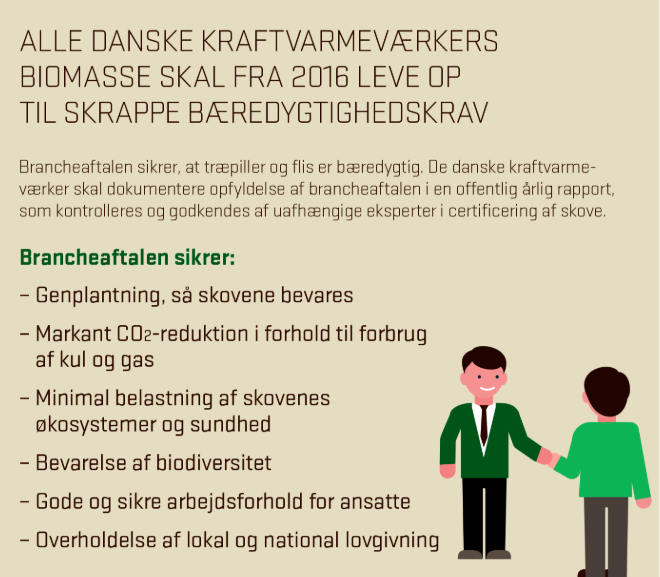 ALLE DANSKE KRAFTVARMEVÆRKERS
BIOMASSE SKAL FRA 2016 LEVE OP
TIL SKRAPPE BÆREDYGTIGHEDSKRAV
Brancheaftalen sikrer, at træpiller og flis er bæredygtig. De danske kraftvarme-
værker skal dokumentere opfyldelse af brancheaftalen i en offentlig årlig rapport,
som kontrolleres og godkendes af uafhængige eksperter i certificering af skove.
Brancheaftalen sikrer:
– Genplantning, så skovene bevares
– Markant CO2-reduktion i forhold til forbrug
af kul og gas
– Minimal belastning af skovenes
økosystemer og sundhed
– Bevarelse af biodiversitet
– Gode og sikre arbejdsforhold for ansatte
– Overholdelse af lokal og national lovgivning